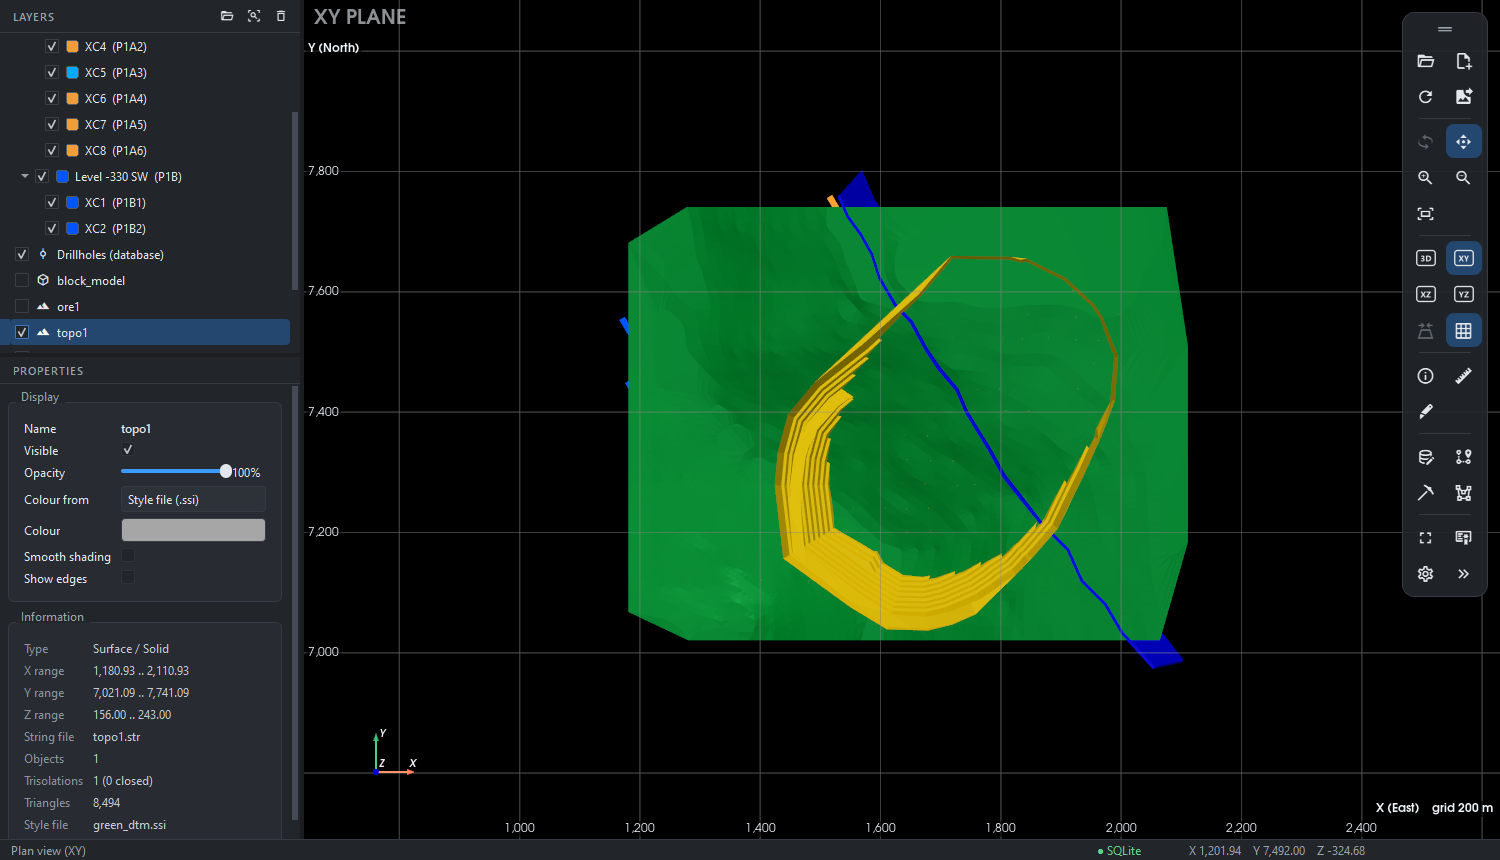 LAYERS
XC4 (P1A2)
XC5 (P1A3)
XC6 (P1A4)
XC7 (P1A5)
XC8 (P1A6)
Level -330 SW (P1B)
XC1 (P1B1)
XC2 (P1B2)
Drillholes (database)
block_model
ore1
topo1
PROPERTIES
Display
Name topo1
Visible
Opacity 100%
Colour from Style file (.ssi)
Colour
Smooth shading
Show edges
Information
Type Surface / Solid
X range 1,180.93 .. 2,110.93
Y range 7,021.09 .. 7,741.09
Z range 156.00 .. 243.00
String file topo1.str
Objects 1
Trisolations 1 (0 closed)
Triangles 8,494
Style file green_dtm.ssi
Plan view (XY)
XY PLANE
Y (North)
7,800
7,600
7,400
7,200
7,000
Y
Z X
X (East) grid 200 m
1,000 1,200 1,400 1,600 1,800 2,000 2,200 2,400
3D XY
XZ YZ
SQLite X 1,201.94 Y 7,492.00 Z -324.68